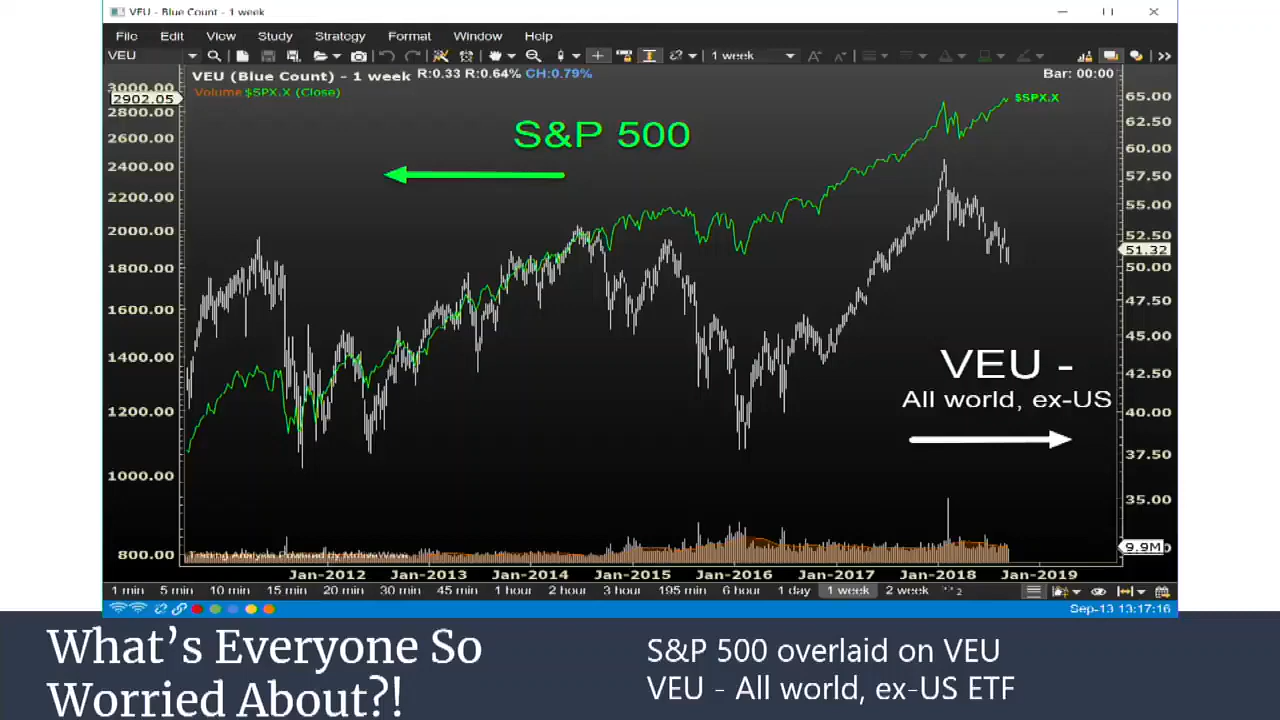 VEU - Blue Count - 1 week
File Edit View Study Strategy Format Window Help
VEU 1 week
VEU (Blue Count) - 1 week R:0.33 R:0.64% CH:0.79% Bar: 00:00
Volume $SPX.X (Close)
3000.00
2902.05
2800.00
2600.00
2400.00
2200.00
2000.00
1800.00
1600.00
1400.00
1200.00
1000.00
800.00
S&P 500
$SPX.X
65.00
62.50
60.00
57.50
55.00
52.50
51.32
50.00
47.50
45.00
42.50
40.00
37.50
35.00
9.9M
VEU -
All world, ex-US
Jan-2012 Jan-2013 Jan-2014 Jan-2015 Jan-2016 Jan-2017 Jan-2018 Jan-2019
1 min 5 min 10 min 15 min 20 min 30 min 45 min 1 hour 2 hour 3 hour 195 min 6 hour 1 day 1 week 2 week
Sep-13 13:17:16
What's Everyone So
Worried About?!
S&P 500 overlaid on VEU
VEU - All world, ex-US ETF